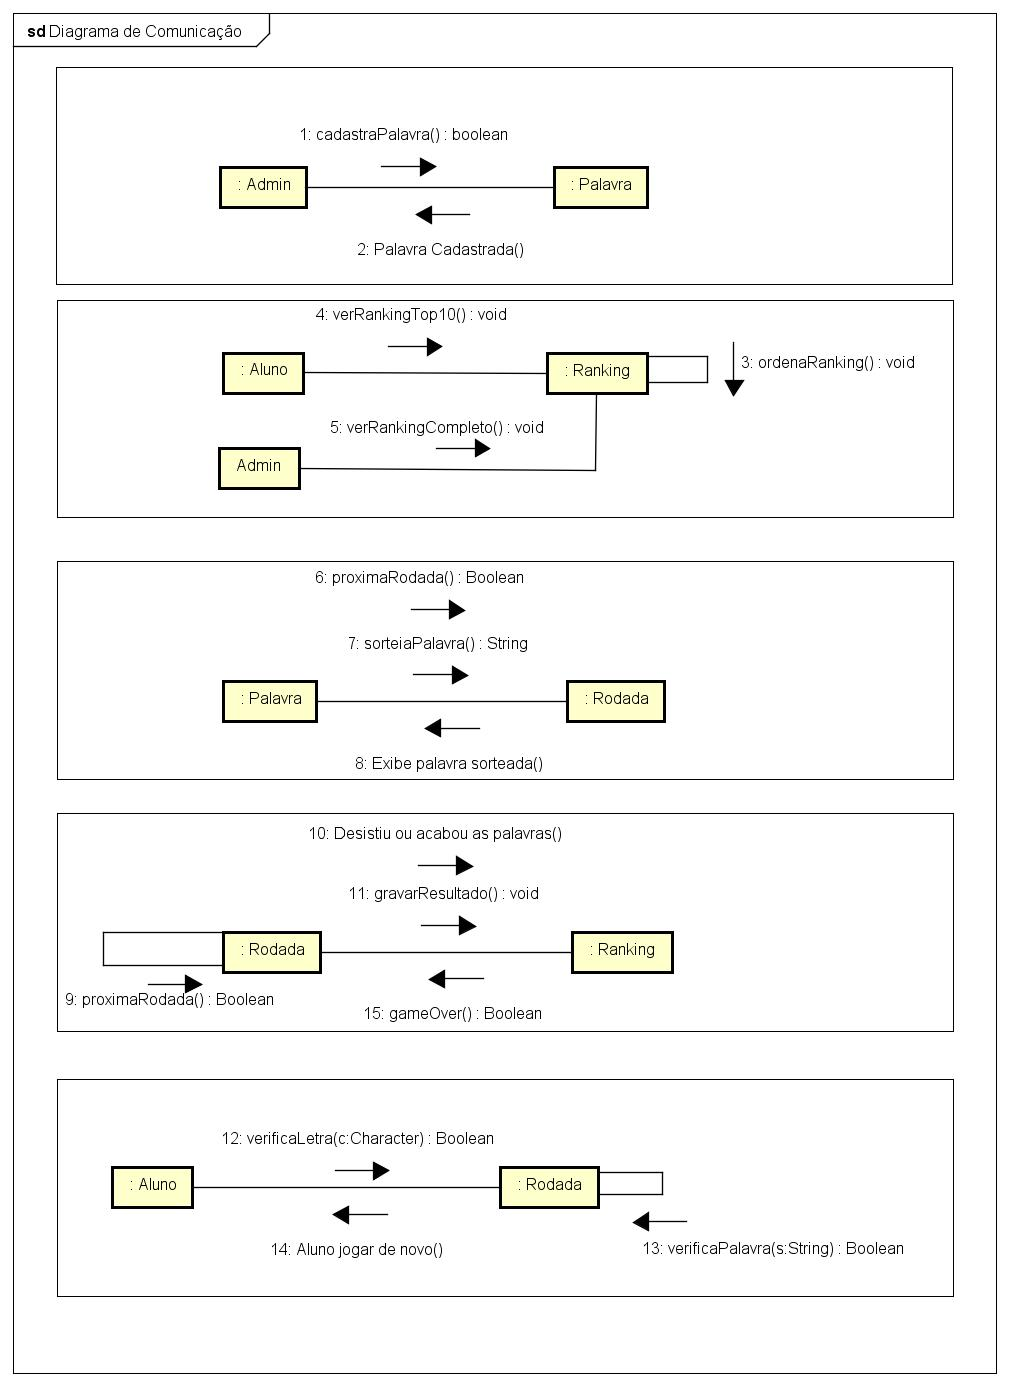 sd Diagrama de Comunicação
1: cadastraPalavra() : boolean
: Admin
: Palavra
2: Palavra Cadastrada()
4: verRankingTop10() : void
: Aluno
: Ranking
3: ordenaRanking() : void
5: verRankingCompleto() : void
Admin
6: proximaRodada() : Boolean
7: sorteiaPalavra() : String
: Palavra
: Rodada
8: Exibe palavra sorteada()
10: Desistiu ou acabou as palavras()
11: gravarResultado() : void
: Rodada
: Ranking
9: proximaRodada() : Boolean
15: gameOver() : Boolean
12: verificaLetra(c:Character) : Boolean
: Aluno
: Rodada
14: Aluno jogar de novo()
13: verificaPalavra(s:String) : Boolean